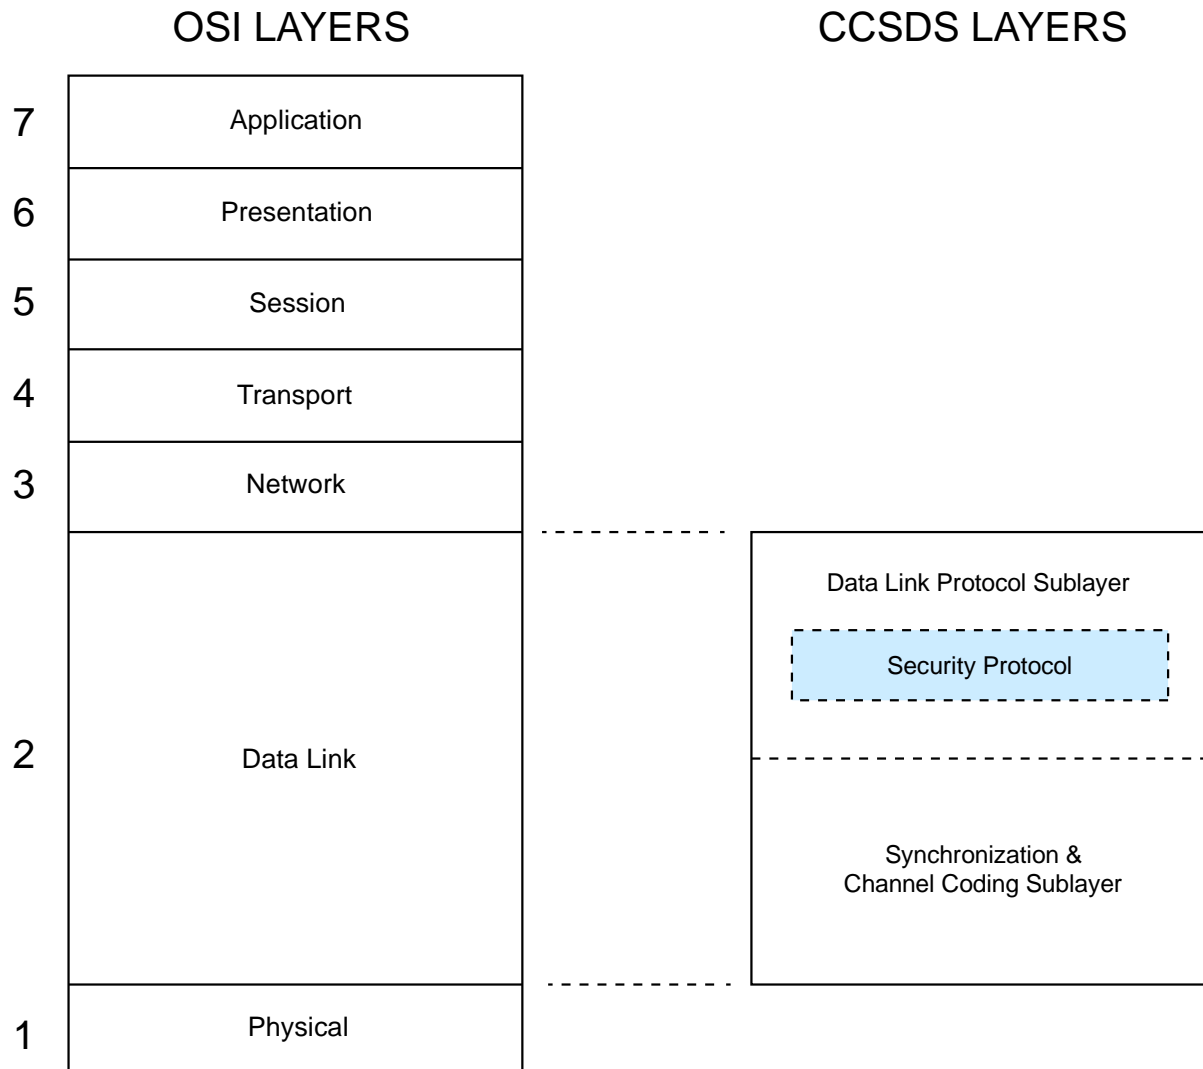 OSI LAYERS
CCSDS LAYERS
7
Application
6
Presentation
5
Session
4
Transport
3
Network
2
Data Link
1
Physical
Data Link Protocol Sublayer
Security Protocol
Synchronization &
Channel Coding Sublayer